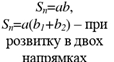 Sₙ=ab,
Sₙ=a(b₁+b₂) – при
розвитку в двох
напрямках